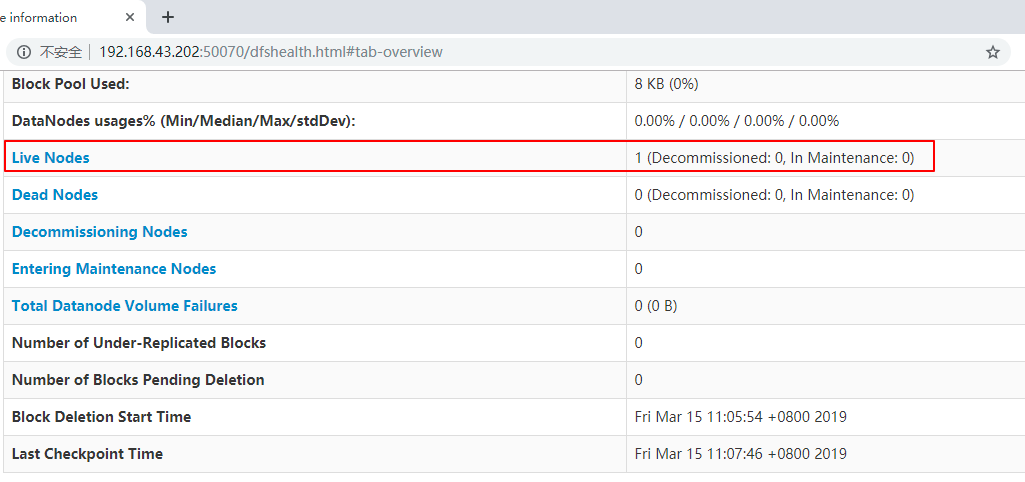 e information
不安全 192.168.43.202:50070/dfshealth.html#tab-overview
Block Pool Used: 8 KB (0%)
DataNodes usages% (Min/Median/Max/stdDev): 0.00% / 0.00% / 0.00% / 0.00%
Live Nodes 1 (Decommissioned: 0, In Maintenance: 0)
Dead Nodes 0 (Decommissioned: 0, In Maintenance: 0)
Decommissioning Nodes 0
Entering Maintenance Nodes 0
Total Datanode Volume Failures 0 (0 B)
Number of Under-Replicated Blocks 0
Number of Blocks Pending Deletion 0
Block Deletion Start Time Fri Mar 15 11:05:54 +0800 2019
Last Checkpoint Time Fri Mar 15 11:07:46 +0800 2019